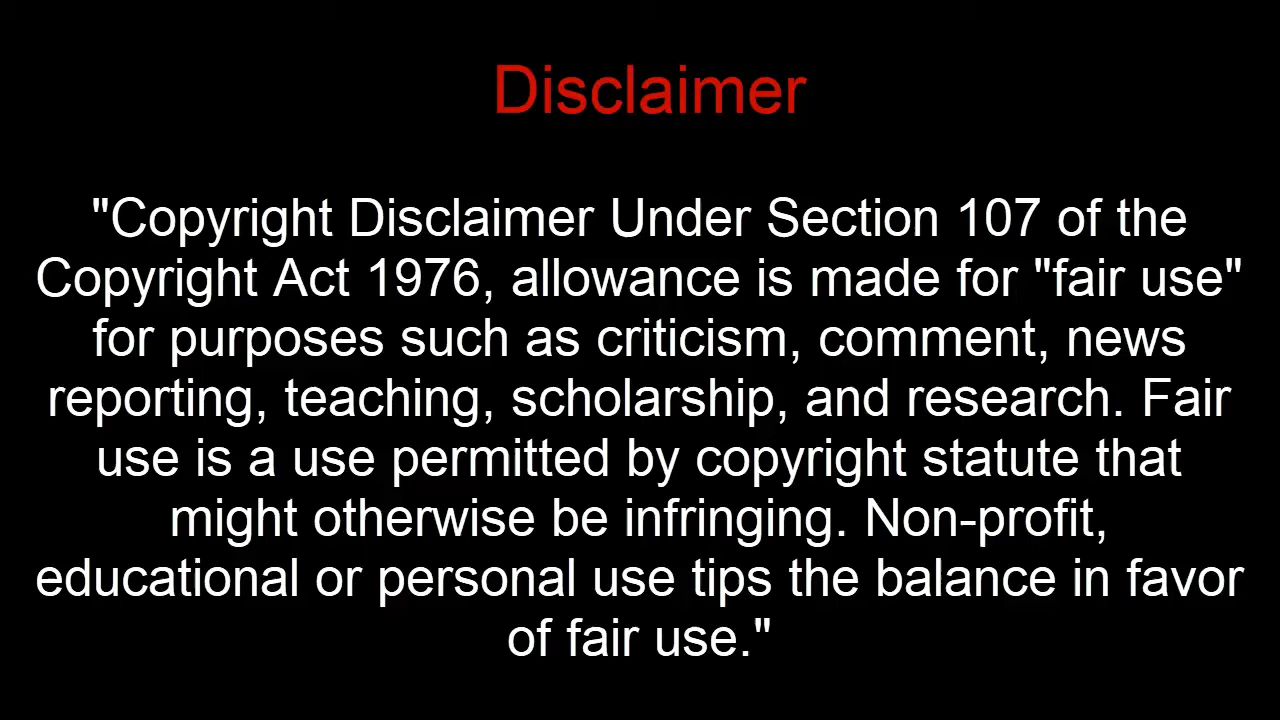 Disclaimer
"Copyright Disclaimer Under Section 107 of the
Copyright Act 1976, allowance is made for "fair use"
for purposes such as criticism, comment, news
reporting, teaching, scholarship, and research. Fair
use is a use permitted by copyright statute that
might otherwise be infringing. Non-profit,
educational or personal use tips the balance in favor
of fair use."